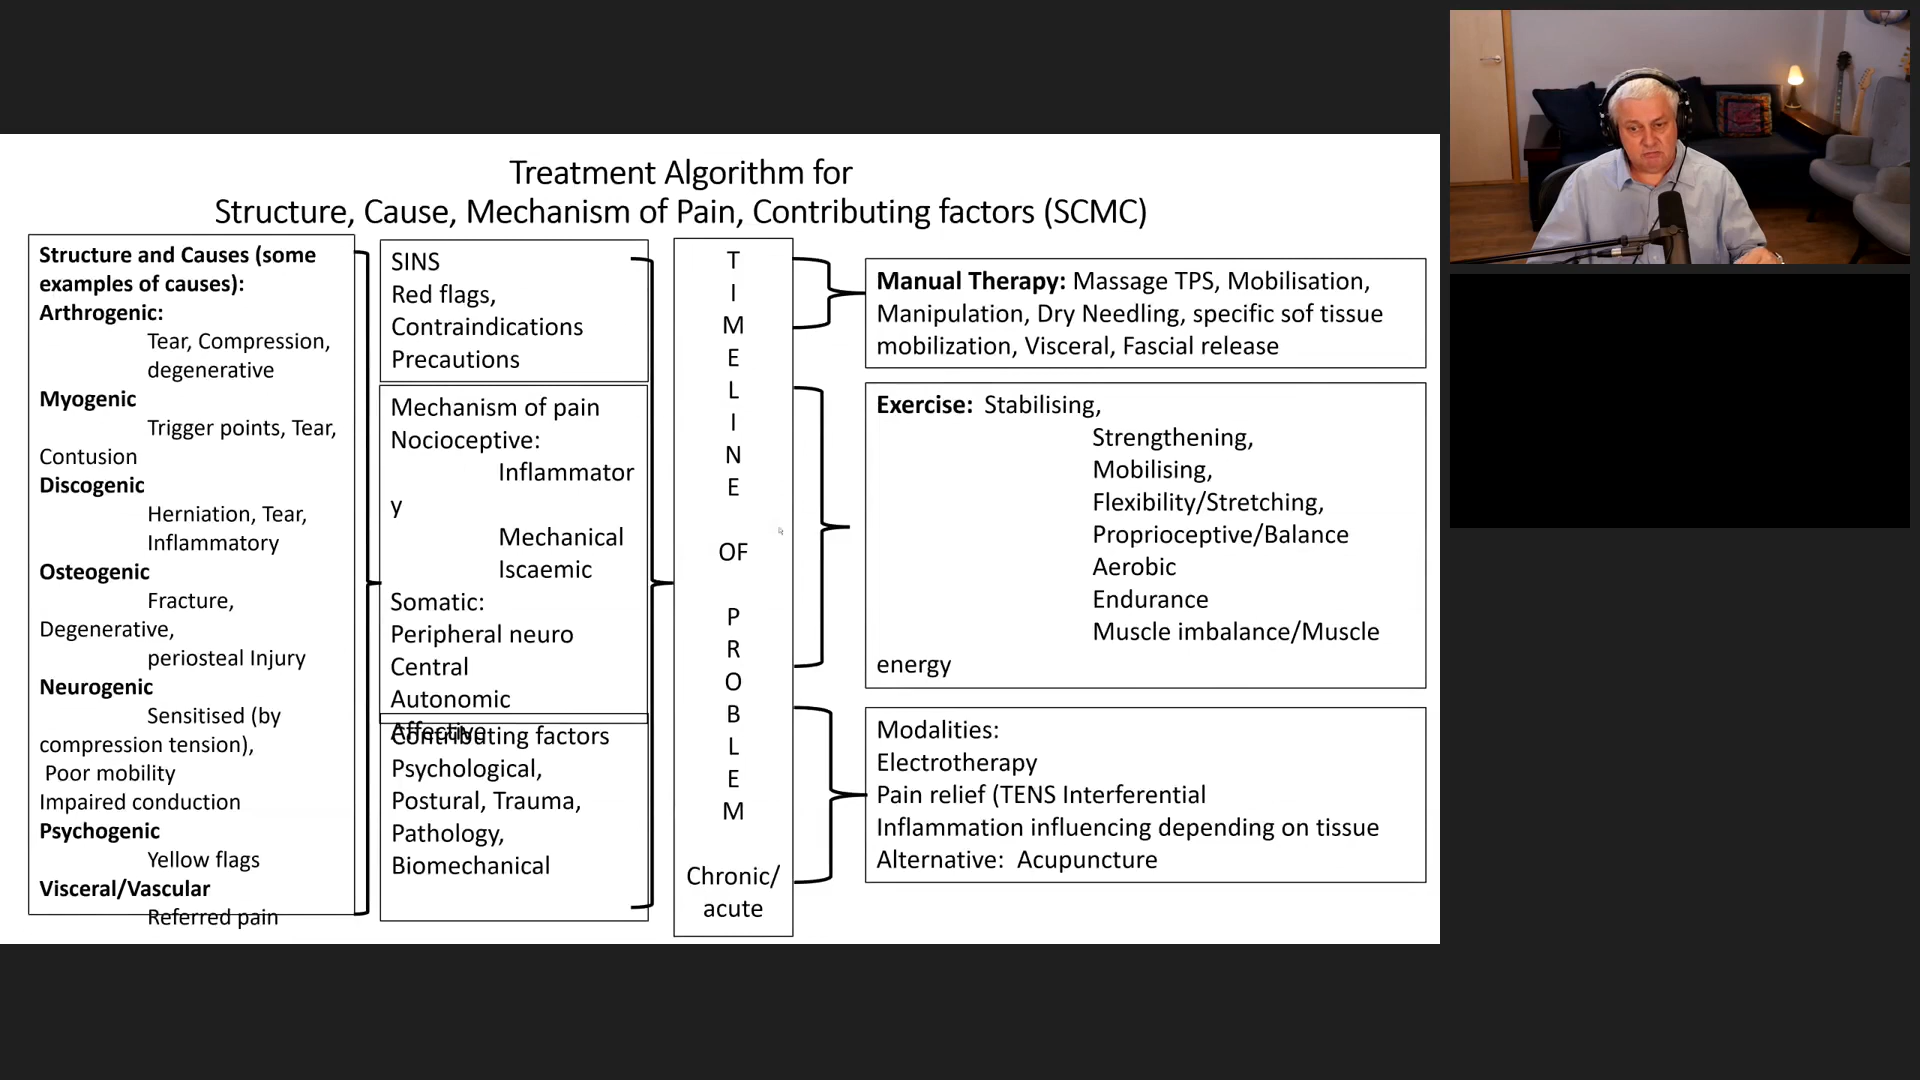 Treatment Algorithm for
Structure, Cause, Mechanism of Pain, Contributing factors (SCMC)
Structure and Causes (some
examples of causes):
Arthrogenic:
Tear, Compression,
degenerative
Myogenic
Trigger points, Tear,
Contusion
Discogenic
Herniation, Tear,
Inflammatory
Osteogenic
Fracture,
Degenerative,
periosteal Injury
Neurogenic
Sensitised (by
compression tension),
Poor mobility
Impaired conduction
Psychogenic
Yellow flags
Visceral/Vascular
Referred pain
SINS
Red flags,
Contraindications
Precautions
Mechanism of pain
Nocioceptive:
Inflammator
y
Mechanical
Iscaemic
Somatic:
Peripheral neuro
Central
Autonomic
Affective
Contributing factors
Psychological,
Postural, Trauma,
Pathology,
Biomechanical
T
I
M
E
L
I
N
E
OF
P
R
O
B
L
E
M
Chronic/
acute
Manual Therapy: Massage TPS, Mobilisation,
Manipulation, Dry Needling, specific sof tissue
mobilization, Visceral, Fascial release
Exercise: Stabilising,
Strengthening,
Mobilising,
Flexibility/Stretching,
Proprioceptive/Balance
Aerobic
Endurance
Muscle imbalance/Muscle
energy
Modalities:
Electrotherapy
Pain relief (TENS Interferential
Inflammation influencing depending on tissue
Alternative: Acupuncture